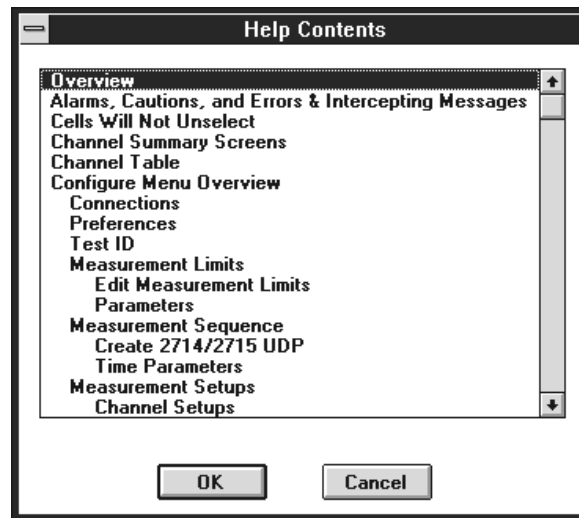 Help Contents
Overview
Alarms, Cautions, and Errors & Intercepting Messages
Cells Will Not Unselect
Channel Summary Screens
Channel Table
Configure Menu Overview
Connections
Preferences
Test ID
Measurement Limits
Edit Measurement Limits
Parameters
Measurement Sequence
Create 2714/2715 UDP
Time Parameters
Measurement Setups
Channel Setups
OK Cancel